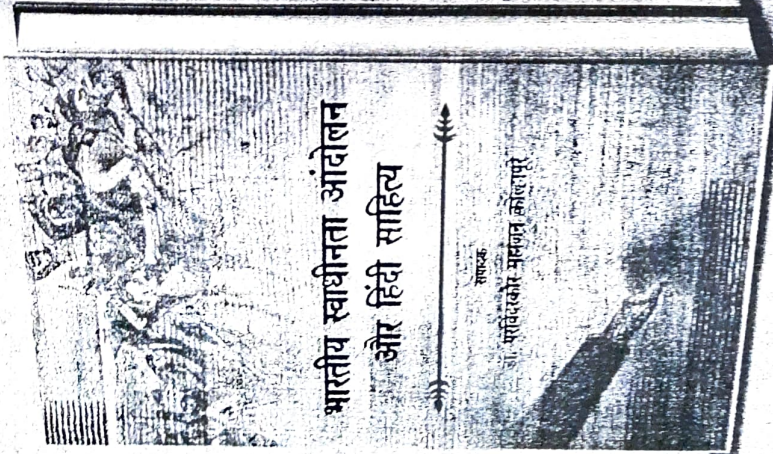 भारतीय स्वाधीनता आंदोलन
और हिंदी साहित्य
संपादक
कोल्हापुरे